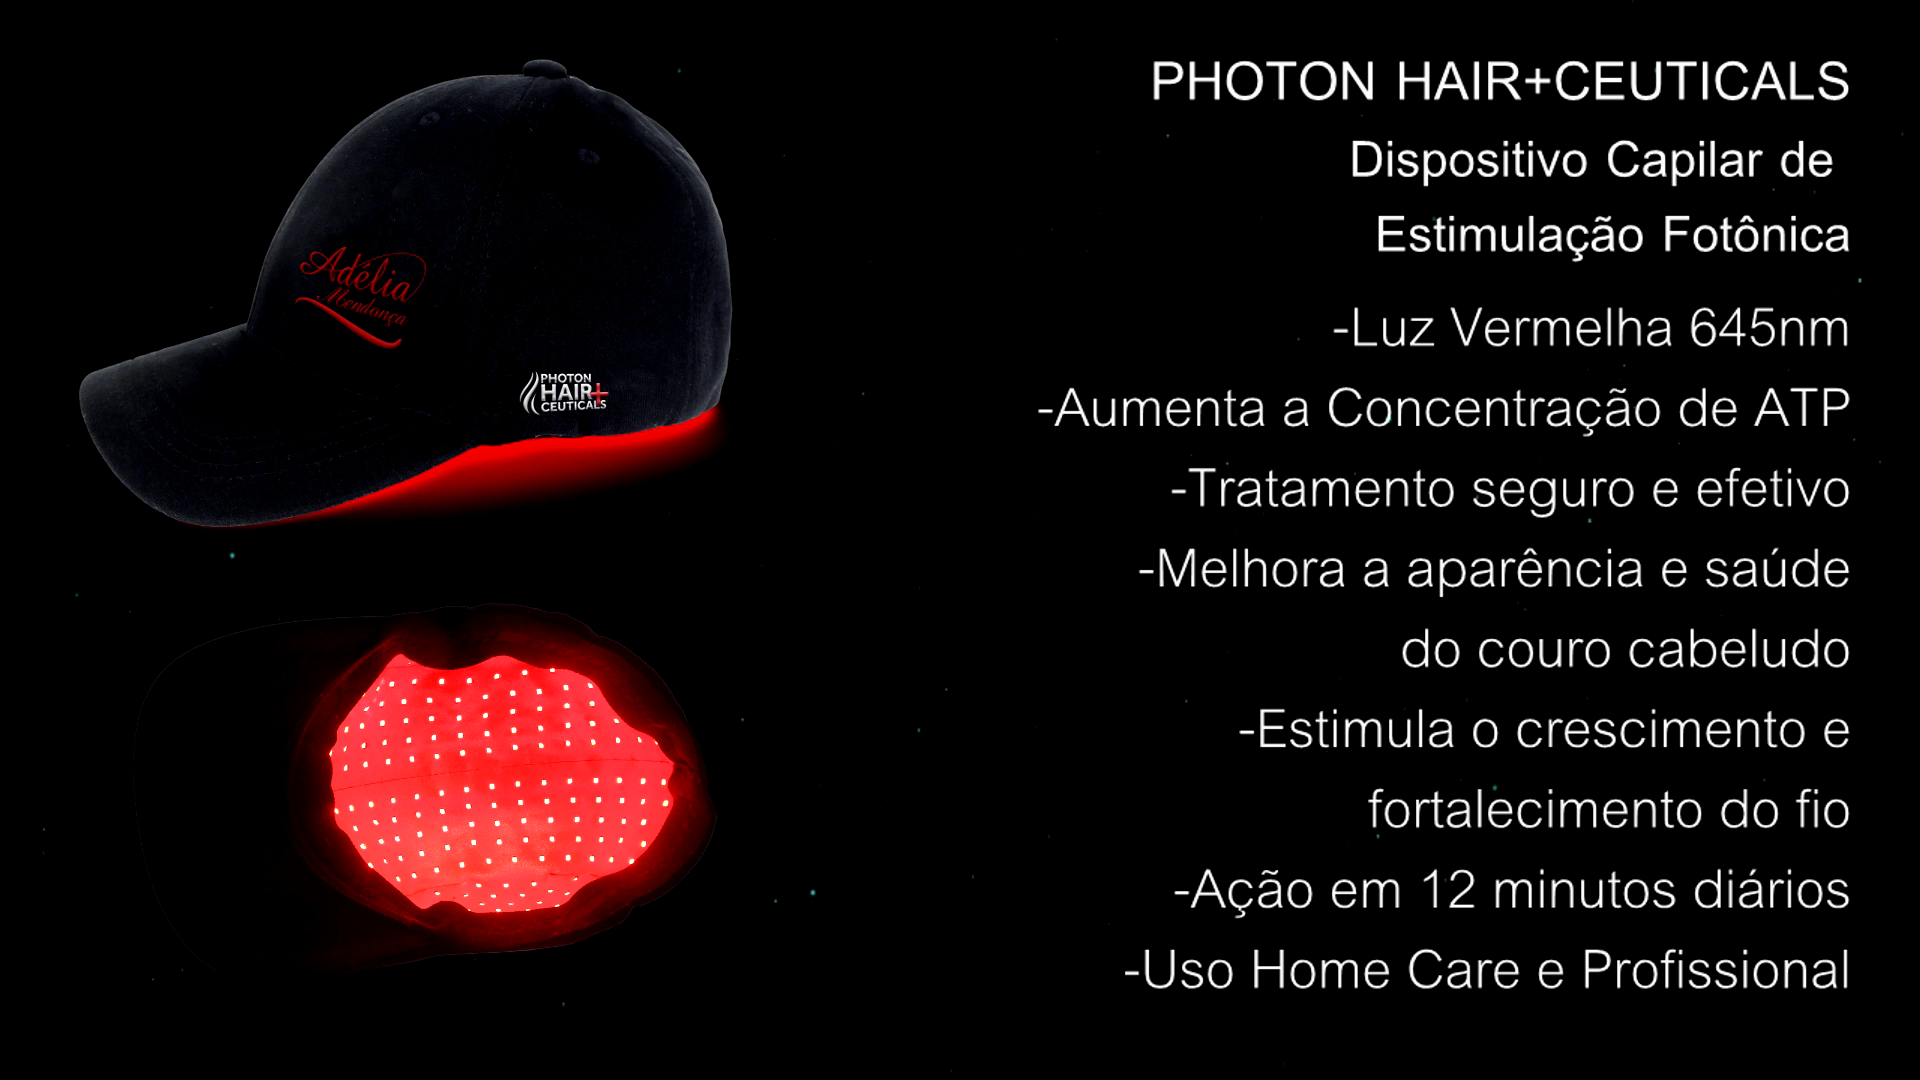 PHOTON HAIR+CEUTICALS
Dispositivo Capilar de
Estimulação Fotônica
-Luz Vermelha 645nm
-Aumenta a Concentração de ATP
-Tratamento seguro e efetivo
-Melhora a aparência e saúde
do couro cabeludo
-Estimula o crescimento e
fortalecimento do fio
-Ação em 12 minutos diários
-Uso Home Care e Profissional
Adélia
Mendonça
PHOTON
HAIR+
CEUTICALS